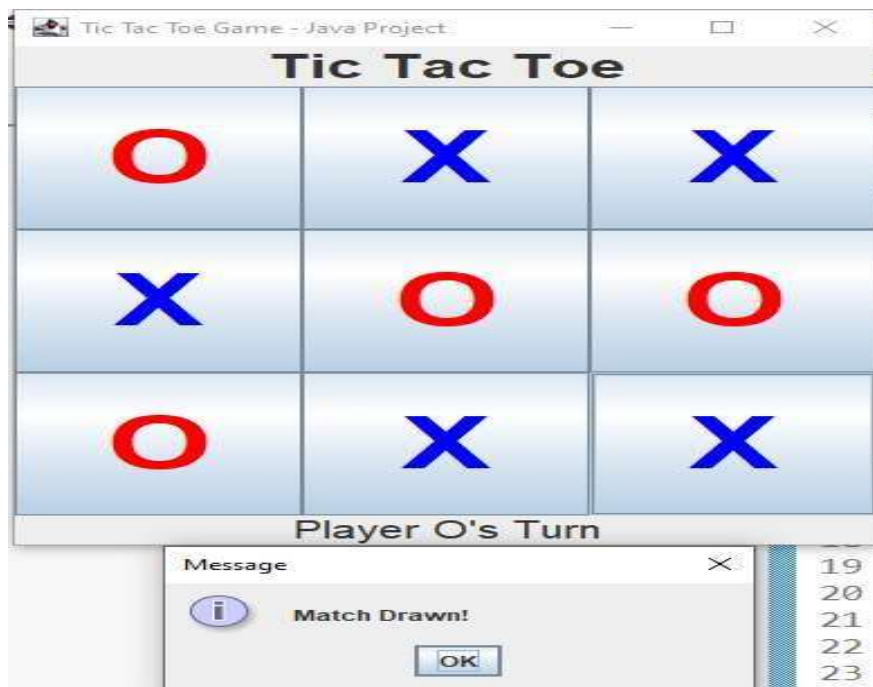 Tic Tac Toe Game - Java Project
Tic Tac Toe
O X X
X O O
O X X
Player O's Turn
Message
Match Drawn!
OK
19
20
21
22
23